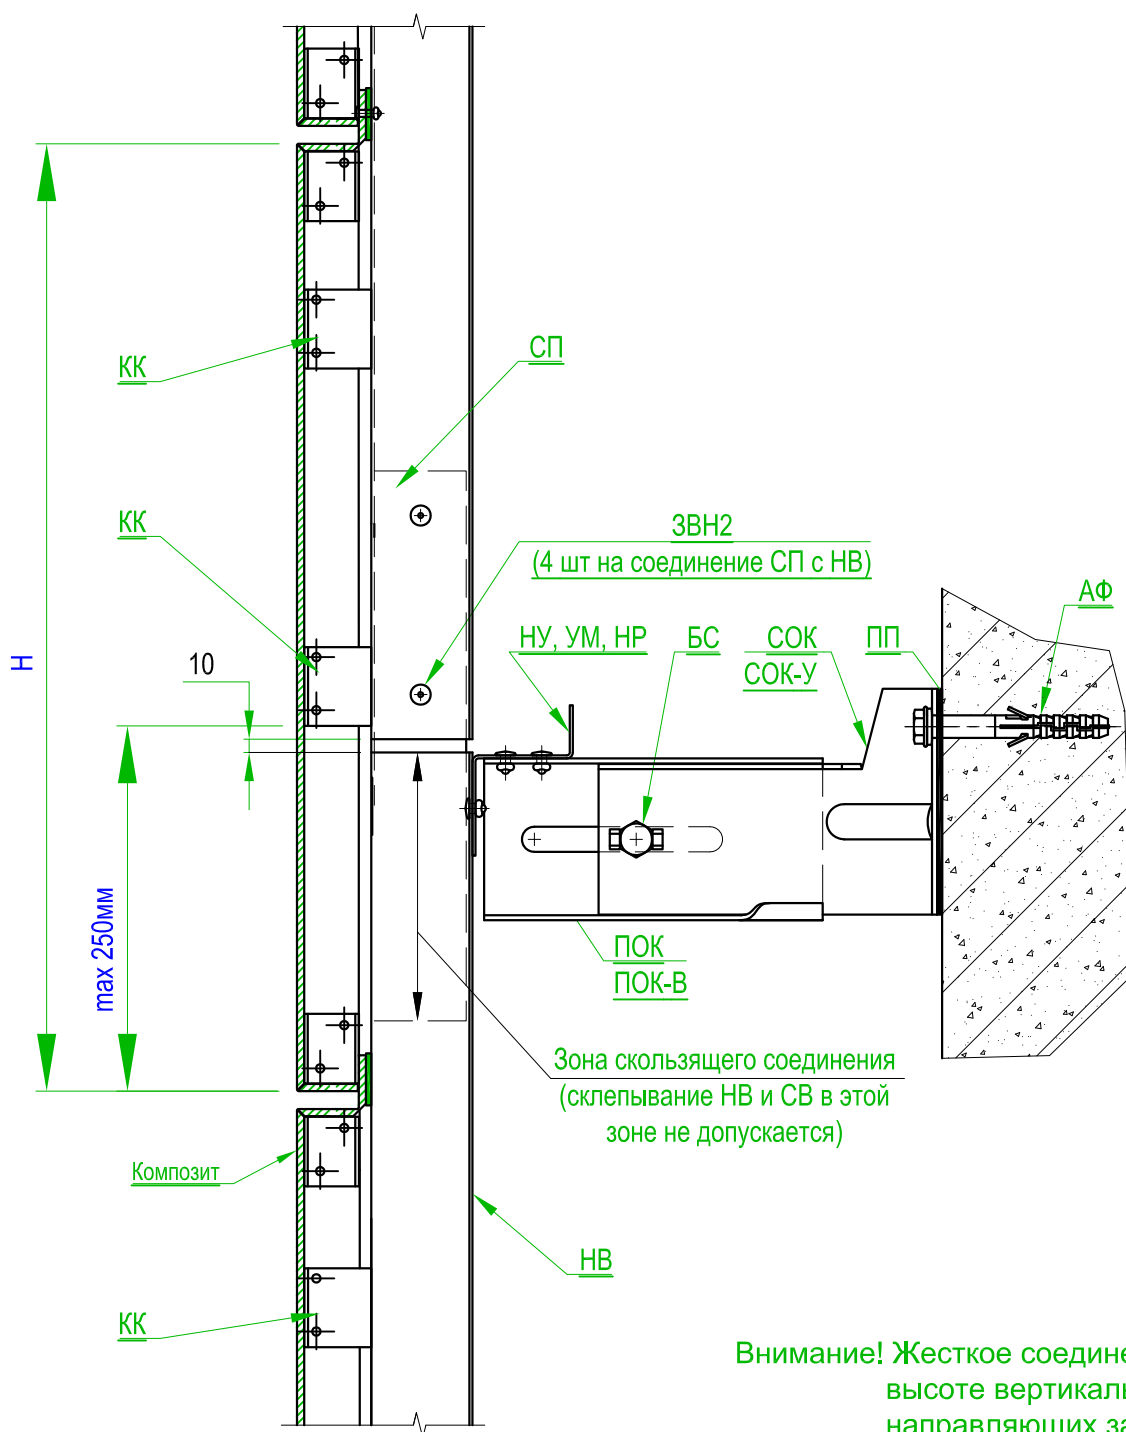 КК
СП
КК
ЗВН2
(4 шт на соединение СП с НВ)
АФ
НУ, УМ, НР
БС
СОК
СОК-У
ПП
H
10
max 250мм
ПОК
ПОК-В
Зона скользящего соединения
(склепывание НВ и СВ в этой
зоне не допускается)
Композит
НВ
КК
Внимание! Жесткое
высоте